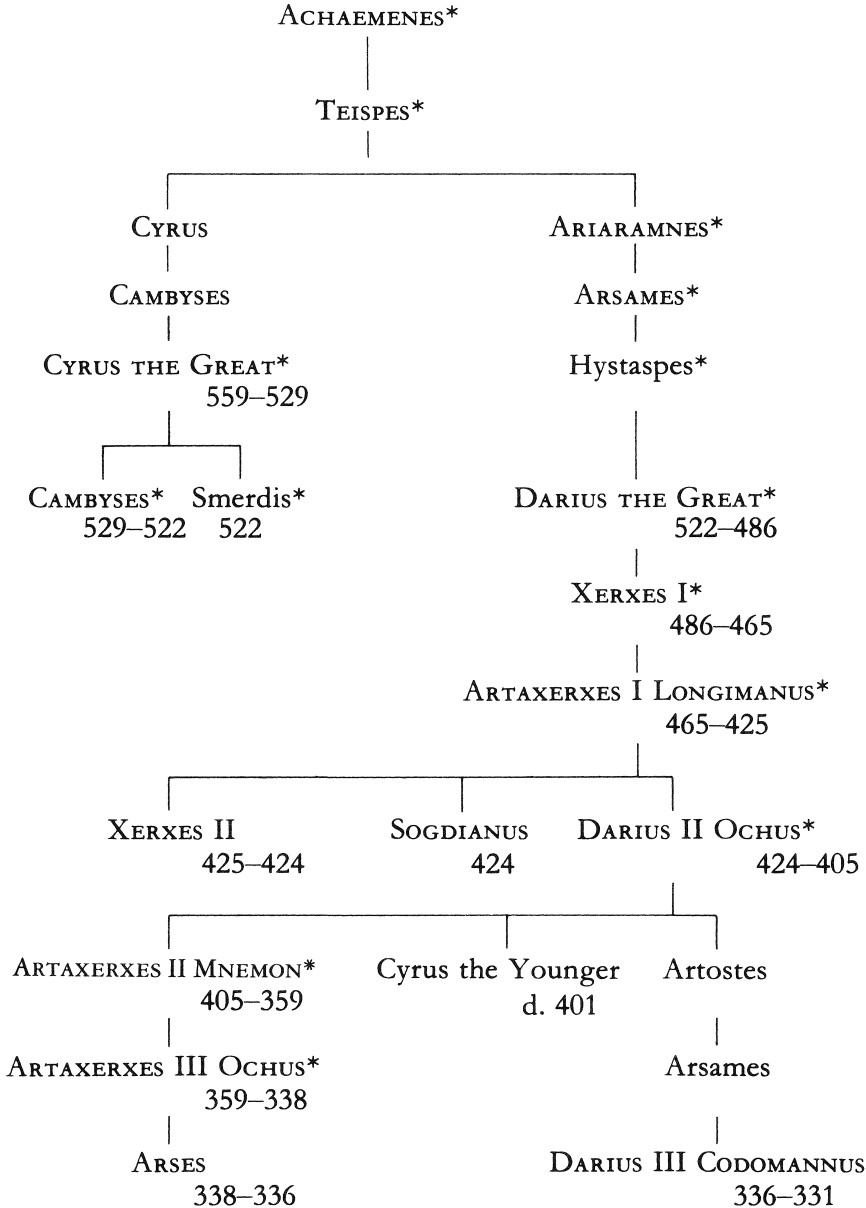 ACHAEMENES*
TEISPES*
CYRUS ARIARAMNES*
CAMBYSES ARSAMES*
CYRUS THE GREAT* Hystaspes*
559–529
CAMBYSES* Smerdis* DARIUS THE GREAT*
529–522 522 522–486
XERXES I*
486–465
ARTAXERXES I LONGIMANUS*
465–425
XERXES II SOGDIANUS DARIUS II OCHUS*
425–424 424 424–405
ARTAXERXES II MNEMON* Cyrus the Younger Artostes
405–359 d. 401
ARTAXERXES III OCHUS* Arsames
359–338
ARSES DARIUS III CODOMANNUS
338–336 336–331